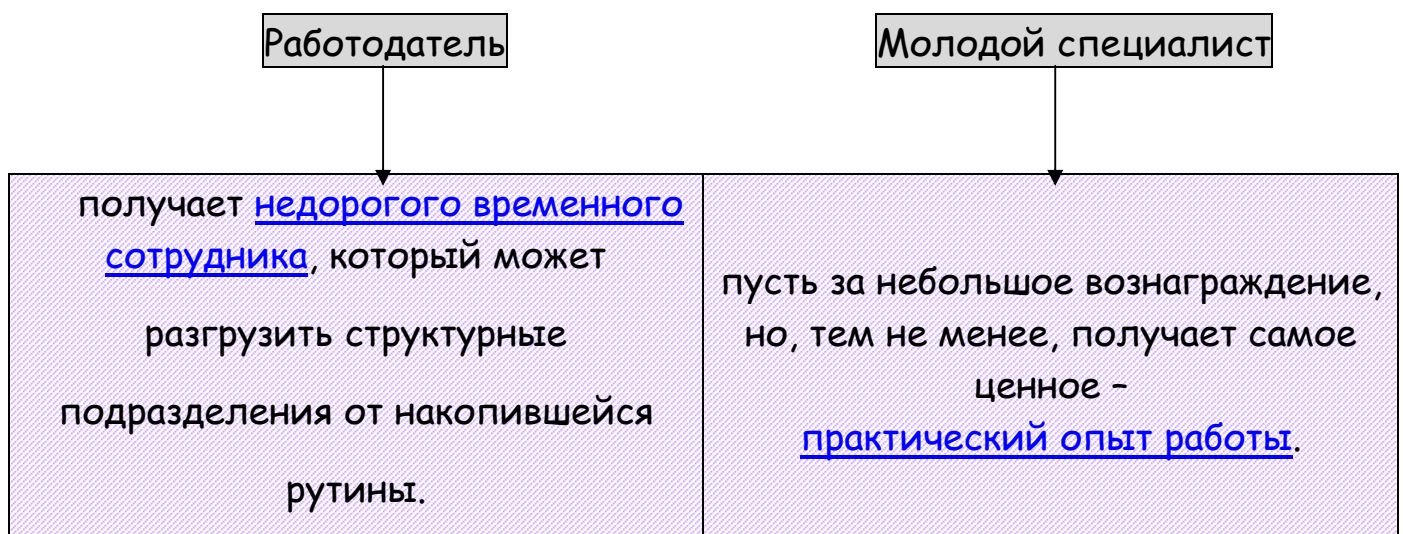 Работодатель
Молодой специалист
получает недорогого временного
сотрудника, который может
разгрузить структурные
подразделения от накопившейся
рутины.
пусть за небольшое вознаграждение,
но, тем не менее, получает самое
ценное –
практический опыт работы.